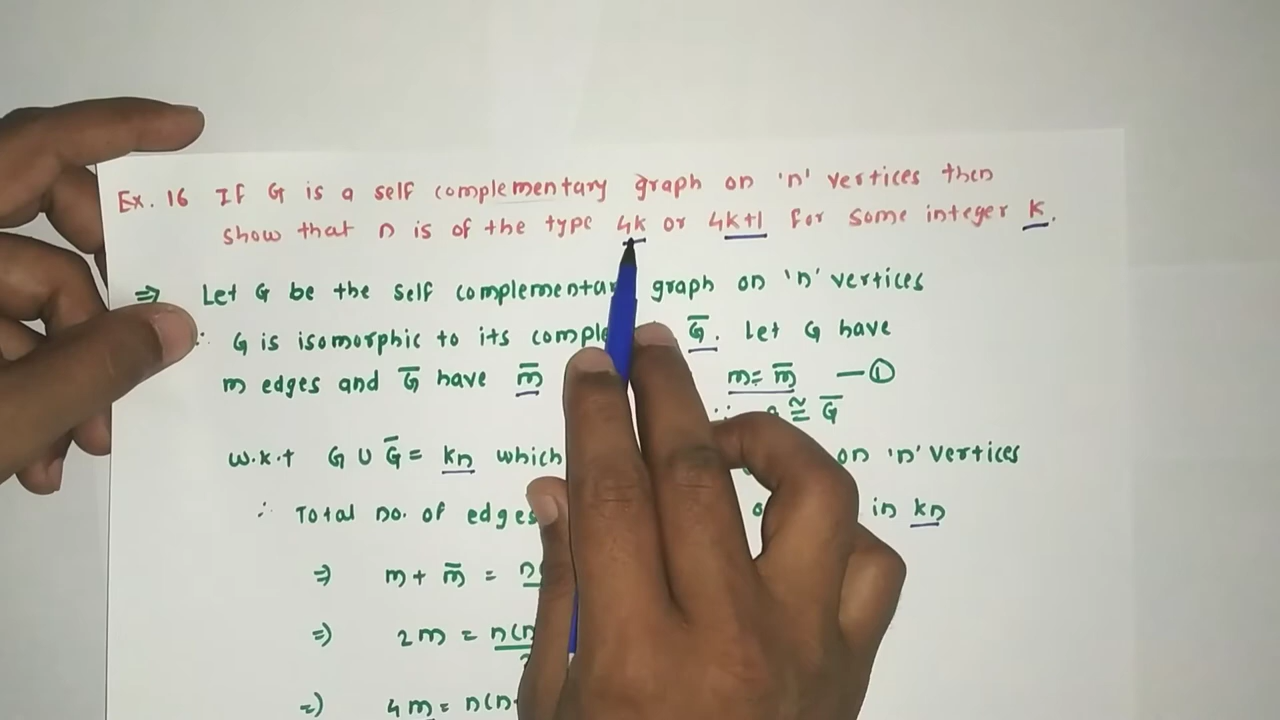 Ex. 16 If G is a self complementary graph on 'n' vertices then
show that n is of the type 4k or 4k+1 for some integer k.
⇒ Let G be the self complementary graph on 'n' vertices
∴ G is isomorphic to its G̅. Let G have
m edges and G̅ have m̅ m = m̅ —①
∵ ≅ G̅
w.k.t G ∪ G̅ = kn which on 'n' vertices
∴ Total no. of edges in kn
⇒ m + m̅ =
⇒ 2m =
=) 4m =